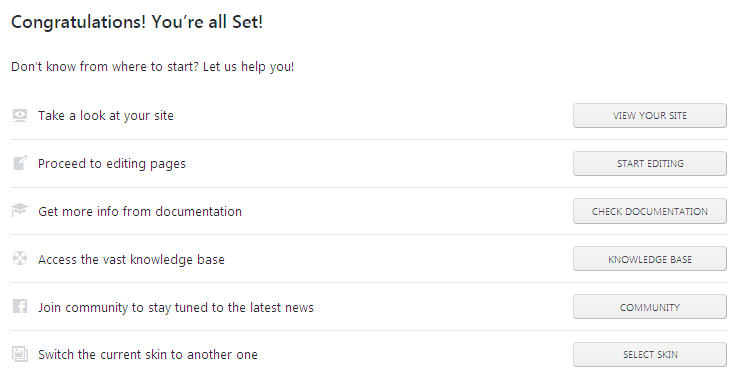 Congratulations! You’re all Set!
Don’t know from where to start? Let us help you!
Take a look at your site
VIEW YOUR SITE
Proceed to editing pages
START EDITING
Get more info from documentation
CHECK DOCUMENTATION
Access the vast knowledge base
KNOWLEDGE BASE
Join community to stay tuned to the latest news
COMMUNITY
Switch the current skin to another one
SELECT SKIN